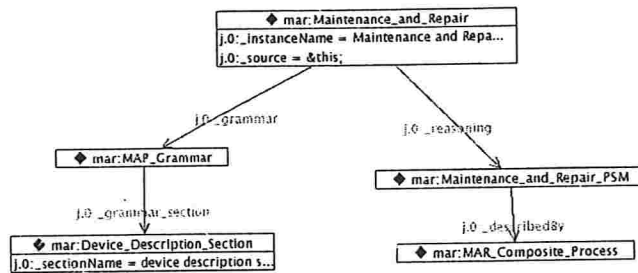 mar:Maintenance_and_Repair
j.0:_instanceName = Maintenance and Repa...
j.0:_source = &this;
j.0:_grammar
j.0:_reasoning
mar:MAP_Grammar
mar:Maintenance_and_Repair_PSM
j.0:_grammar_section
j.0:_describedBy
mar:Device_Description_Section
mar:MAR_Composite_Process
j.0:_sectionName = device description s...